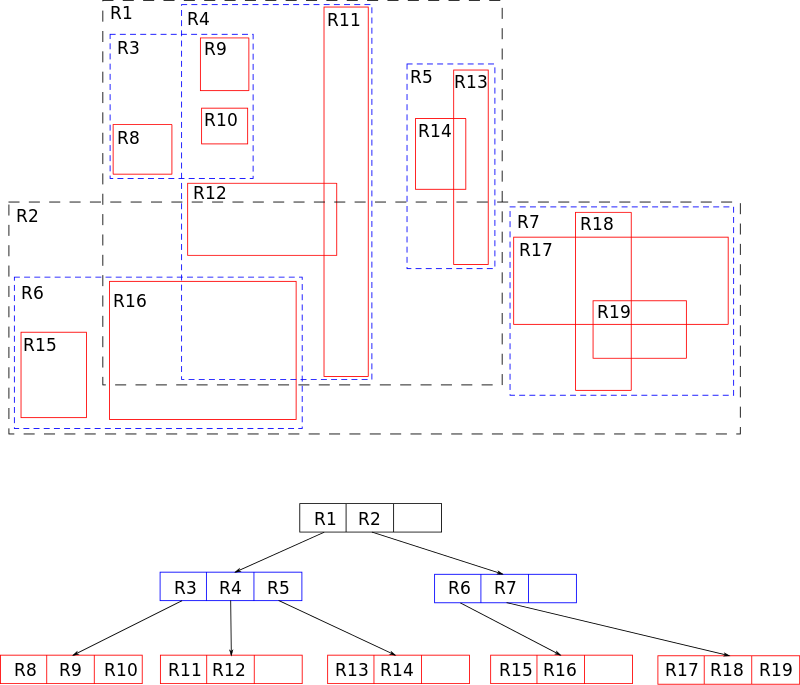 R1
R4
R11
R3
R9
R5
R13
R10
R14
R8
R12
R2
R7
R18
R17
R6
R16
R19
R15
R1 R2
R3 R4 R5
R6 R7
R8 R9 R10
R11 R12
R13 R14
R15 R16
R17 R18 R19